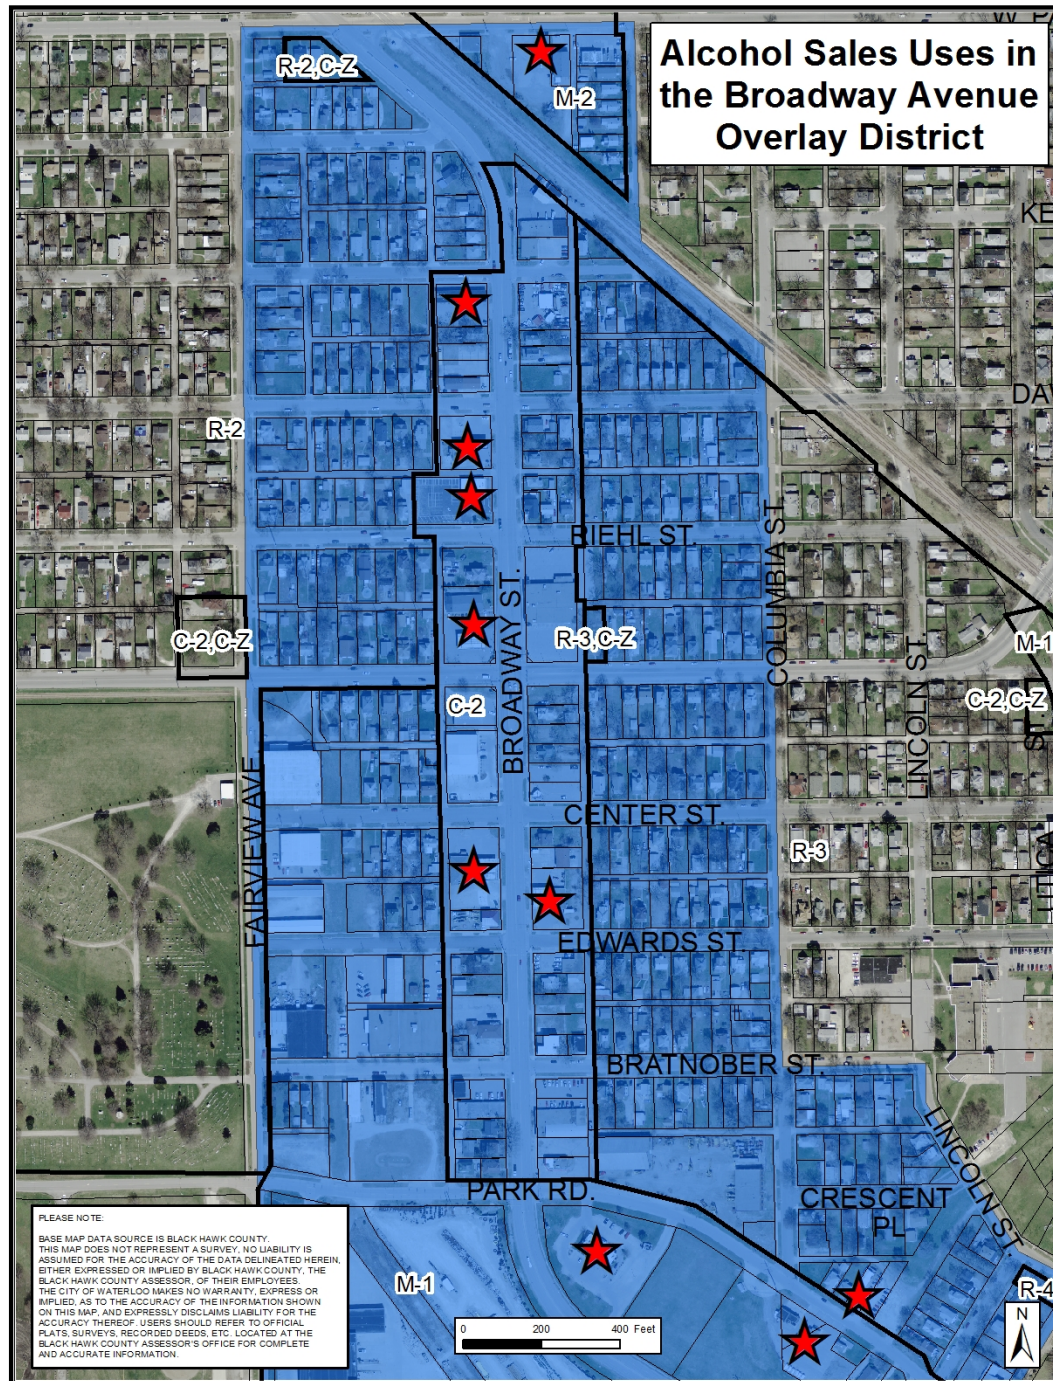 Alcohol Sales Uses in
the Broadway Avenue
Overlay District
R-2,C-Z
M-2
R-2
RIEHL ST.
COLUMBIA ST
BROADWAY ST.
C-2,C-Z
R-3,C-Z
M-1
LINCOLN ST.
C-2,C-Z
C-2
FAIRVIEW AVE
CENTER ST.
R-3
UTICA
EDWARDS ST.
BRATNOBER ST.
LINCOLN ST.
PARK RD.
CRESCENT
PL
M-1
R-4
PLEASE NOTE:
BASE MAP DATA SOURCE IS BLACK HAWK COUNTY.
THIS MAP DOES NOT REPRESENT A SURVEY, NO LIABILITY IS
ASSUMED FOR THE ACCURACY OF THE DATA DELINEATED HEREIN,
EITHER EXPRESSED OR IMPLIED BY BLACK HAWK COUNTY, THE
BLACK HAWK COUNTY ASSESSOR, OF THEIR EMPLOYEES.
THE CITY OF WATERLOO MAKES NO WARRANTY, EXPRESS OR
IMPLIED, AS TO THE ACCURACY OF THE INFORMATION SHOWN
ON THIS MAP, AND EXPRESSLY DISCLAIMS LIABILITY FOR THE
ACCURACY THEREOF. USERS SHOULD REFER TO OFFICIAL
PLATS, SURVEYS, RECORDED DEEDS, ETC. LOCATED AT THE
BLACK HAWK COUNTY ASSESSOR'S OFFICE FOR COMPLETE
AND ACCURATE INFORMATION.
0 200 400 Feet
N